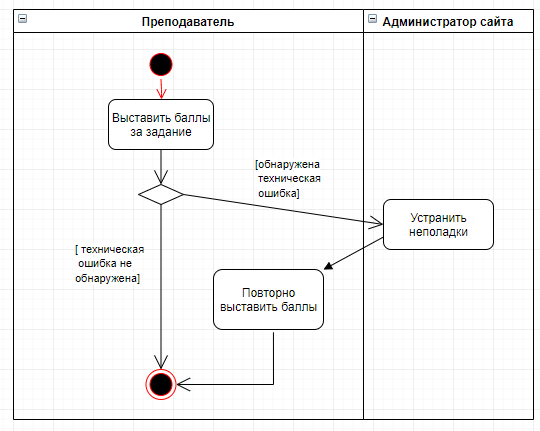 Преподаватель
Администратор сайта
Выставить баллы
за задание
[обнаружена
техническая
ошибка]
Устранить
неполадки
[ техническая
ошибка не
обнаружена]
Повторно
выставить баллы